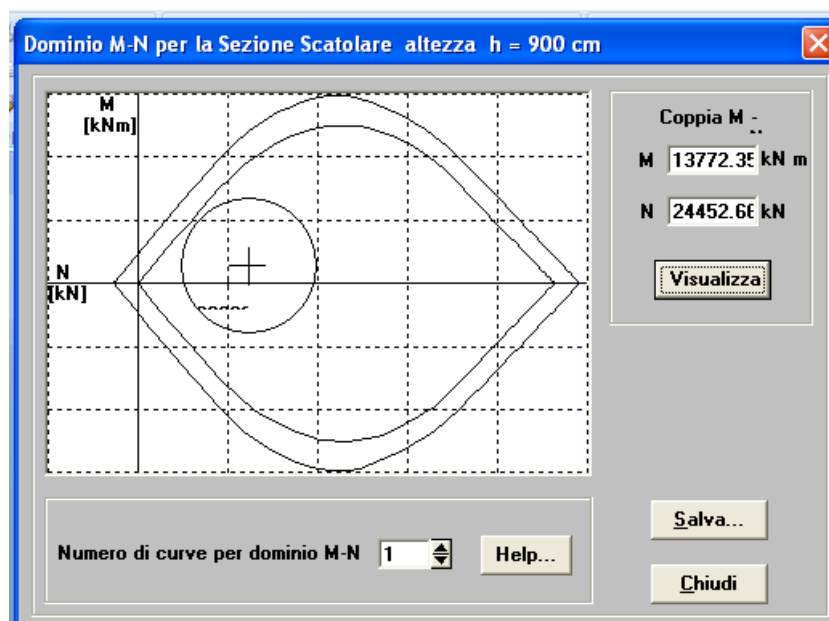 Dominio M-N per la Sezione Scatolare altezza h = 900 cm
M
[kNm]
N
[kN]
Coppia M -
M 13772.35 kN m
N 24452.66 kN
Visualizza
Numero di curve per dominio M-N 1
Help...
Salva...
Chiudi